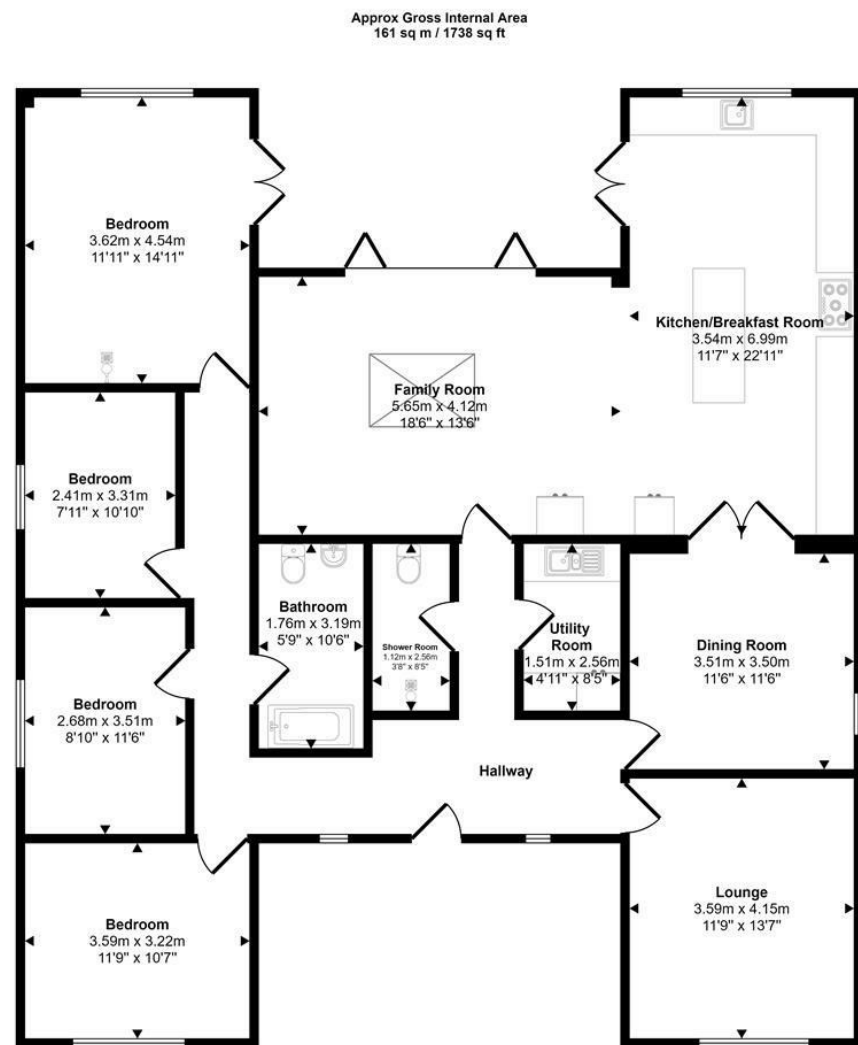 Approx Gross Internal Area
161 sq m / 1738 sq ft
Bedroom
3.62m x 4.54m
11'11" x 14'11"
Kitchen/Breakfast Room
3.54m x 6.99m
11'7" x 22'11"
Family Room
5.65m x 4.12m
18'6" x 13'6"
Bedroom
2.41m x 3.31m
7'11" x 10'10"
Bathroom
1.76m x 3.19m
5'9" x 10'6"
Shower Room
1.12m x 2.56m
3'8" x 8'5"
Utility
Room
1.51m x 2.56m
4'11" x 8'5"
Dining Room
3.51m x 3.50m
11'6" x 11'6"
Bedroom
2.68m x 3.51m
8'10" x 11'6"
Hallway
Bedroom
3.59m x 3.22m
11'9" x 10'7"
Lounge
3.59m x 4.15m
11'9" x 13'7"